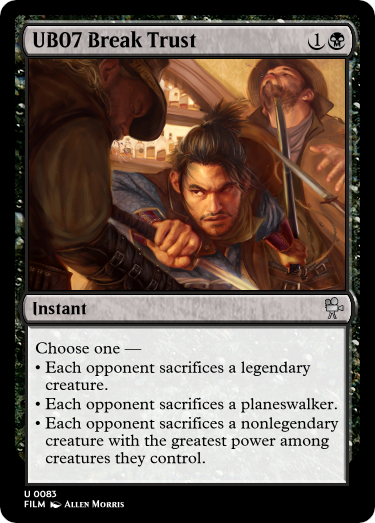 UB07 Break Trust 1
Instant
Choose one —
• Each opponent sacrifices a legendary
creature.
• Each opponent sacrifices a planeswalker.
• Each opponent sacrifices a nonlegendary
creature with the greatest power among
creatures they control.
U 0083
FILM Allen Morris